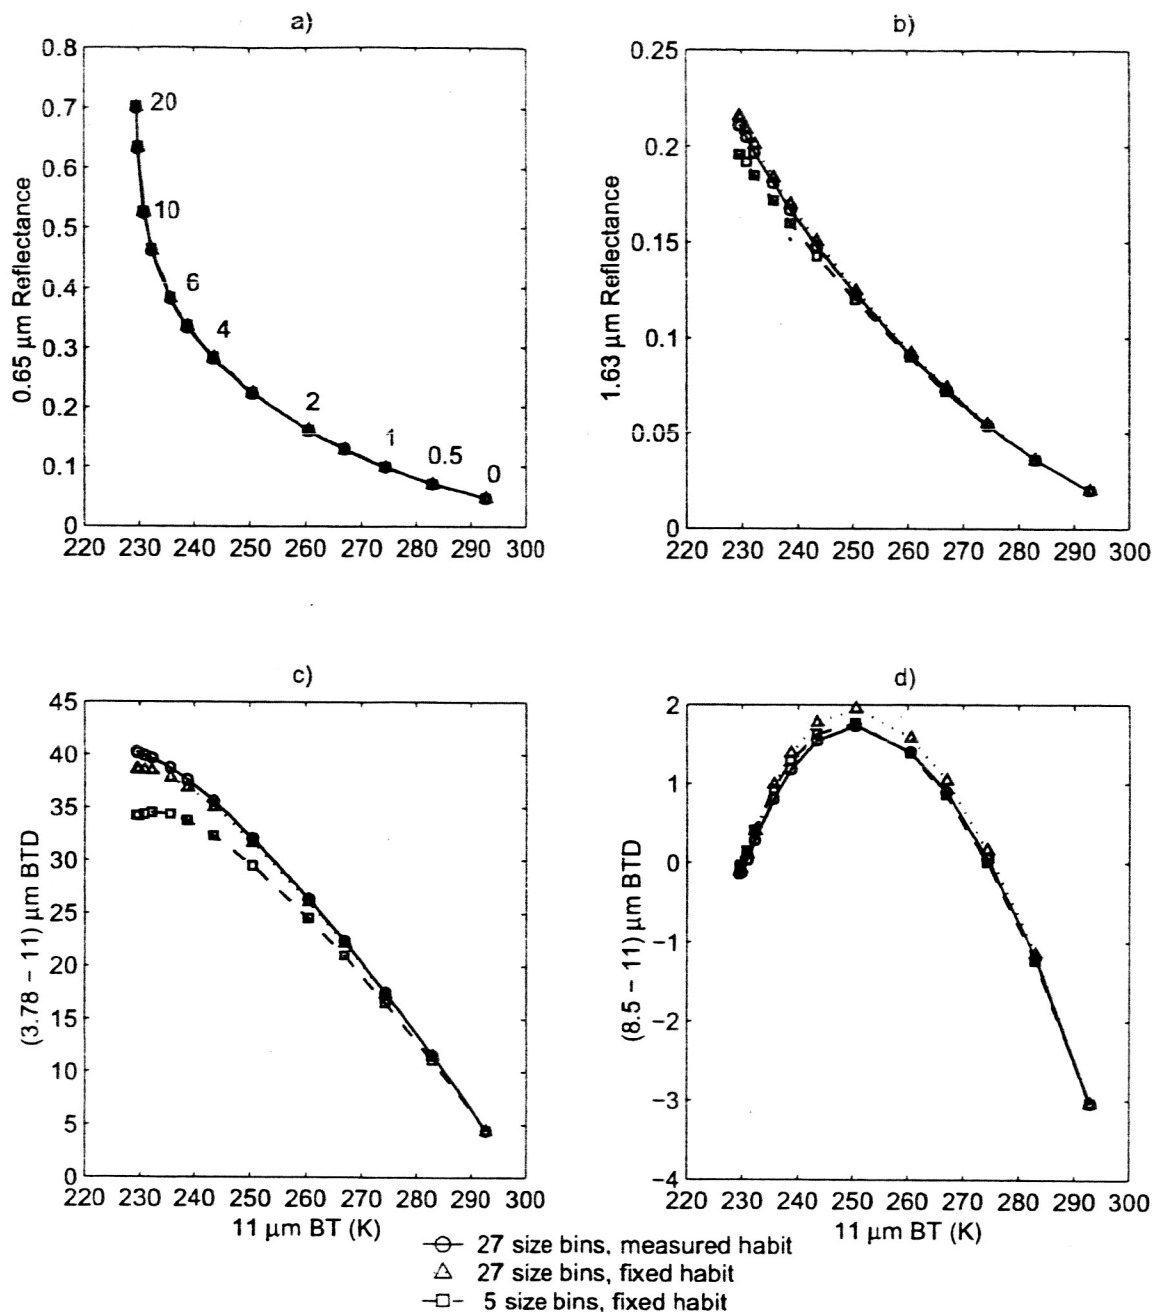 a)
0.8
0.7
0.6
0.5
0.4
0.3
0.2
0.1
0
0.65 μm Reflectance
20
10
6
4
2
1
0.5
0
220 230 240 250 260 270 280 290 300
b)
0.25
0.2
0.15
0.1
0.05
0
1.63 μm Reflectance
220 230 240 250 260 270 280 290 300
c)
45
40
35
30
25
20
15
10
5
0
(3.78 − 11) μm BTD
220 230 240 250 260 270 280 290 300
11 μm BT (K)
d)
2
1
0
−1
−2
−3
−4
(8.5 − 11) μm BTD
220 230 240 250 260 270 280 290 300
11 μm BT (K)
27 size bins, measured habit
27 size bins, fixed habit
5 size bins, fixed habit